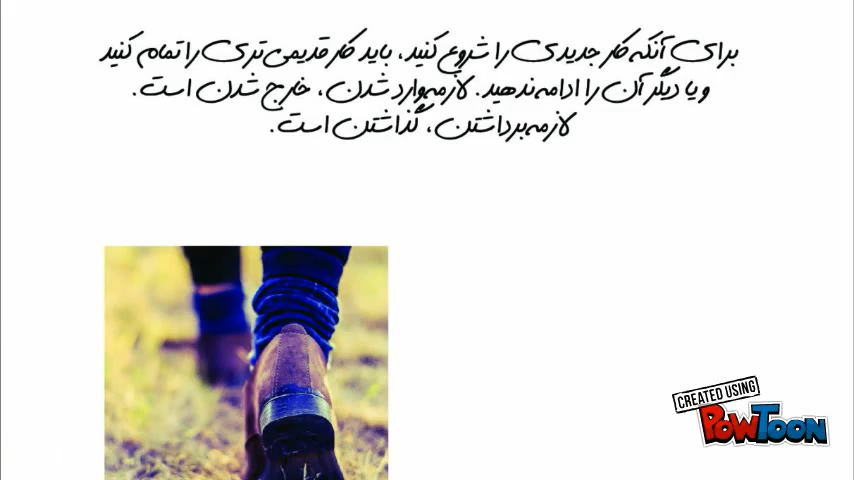 برای آنکه کار جدیدی را شروع کنید، باید کار قدیمی تری را تمام کنید
و یا دیگر آن را ادامه ندهید. لازمه وارد شدن، خارج شدن است.
لازمه برداشتن، گذاشتن است.
CREATED USING
POWTOON